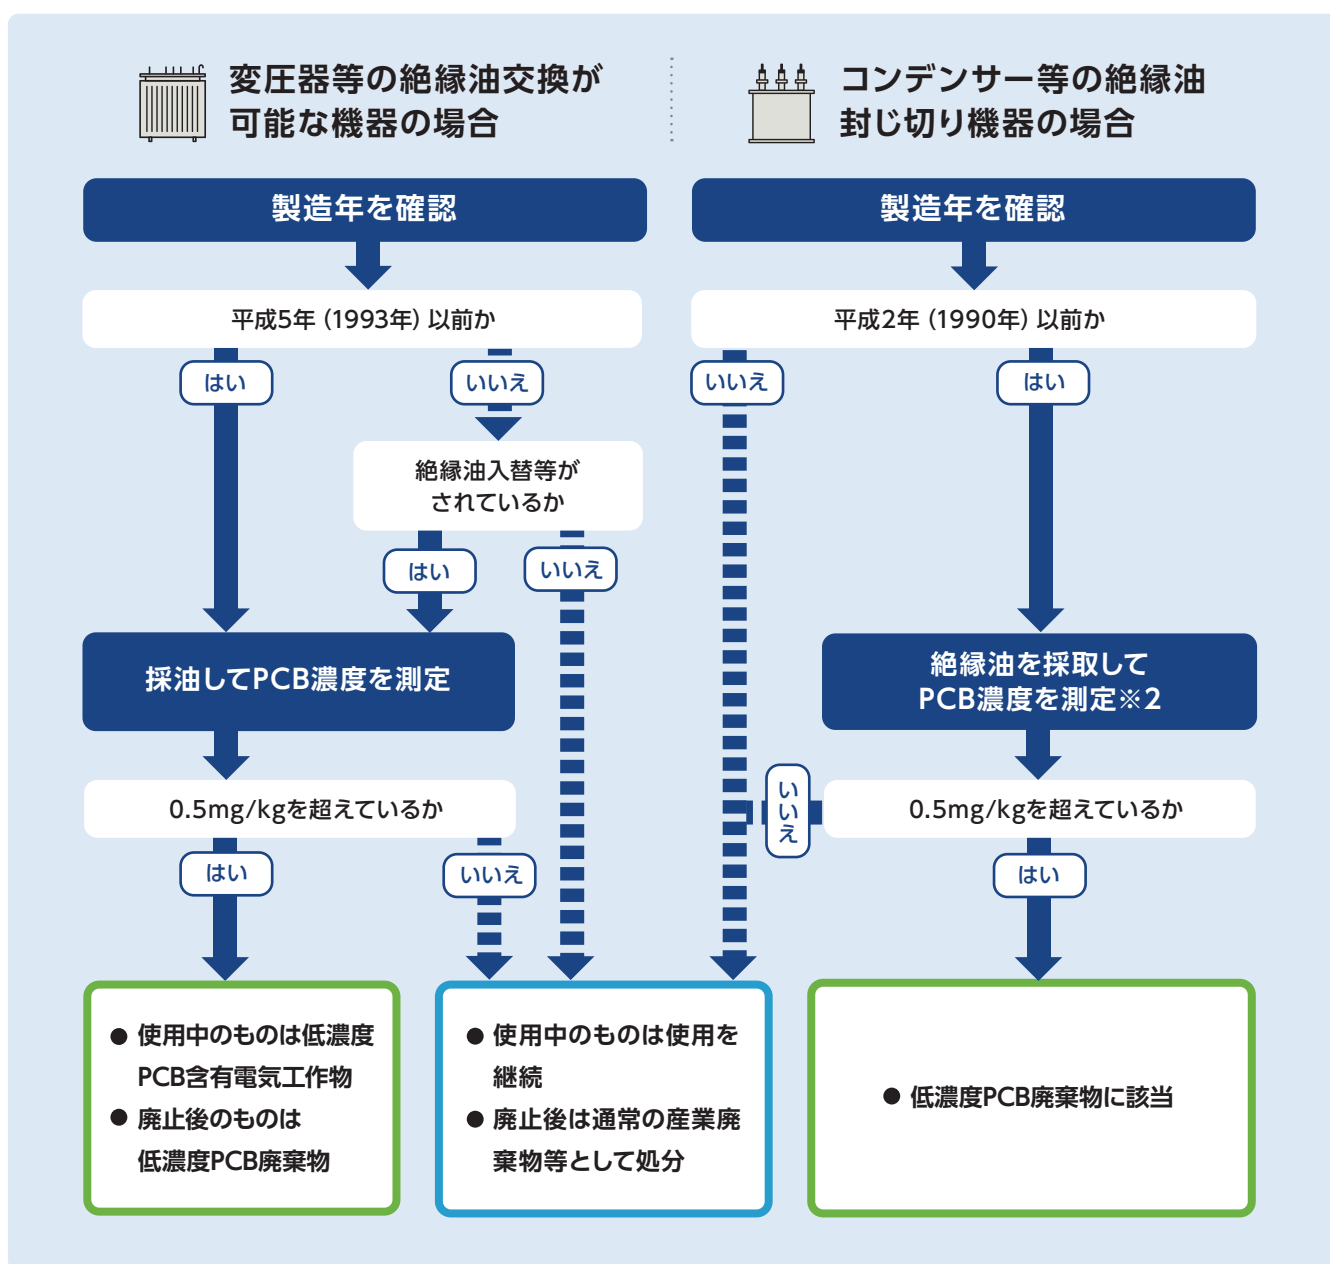 変圧器等の絶縁油交換が
可能な機器の場合
製造年を確認
平成5年（1993年）以前か
はい
いいえ
絶縁油入替等が
されているか
はい
いいえ
採油してPCB濃度を測定
0.5mg/kgを超えているか
はい
いいえ
● 使用中のものは低濃度
PCB含有電気工作物
● 廃止後のものは
低濃度PCB廃棄物
コンデンサー等の絶縁油
封じ切り機器の場合
製造年を確認
平成2年（1990年）以前か
いいえ
はい
絶縁油を採取して
PCB濃度を測定※2
0.5mg/kgを超えているか
いいえ
はい
● 使用中のものは使用を
継続
● 廃止後は通常の産業廃
棄物等として処分
● 低濃度PCB廃棄物に該当